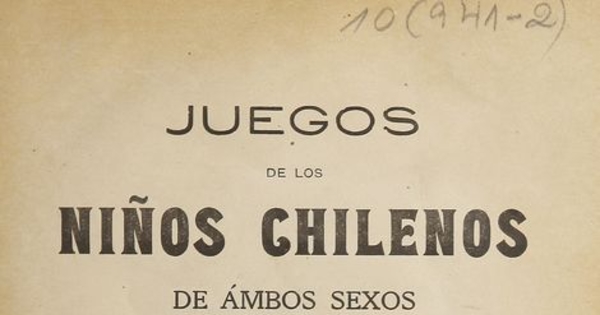 10(941-2)
JUEGOS
DE LOS
NIÑOS CHILENOS
DE ÁMBOS SEXOS